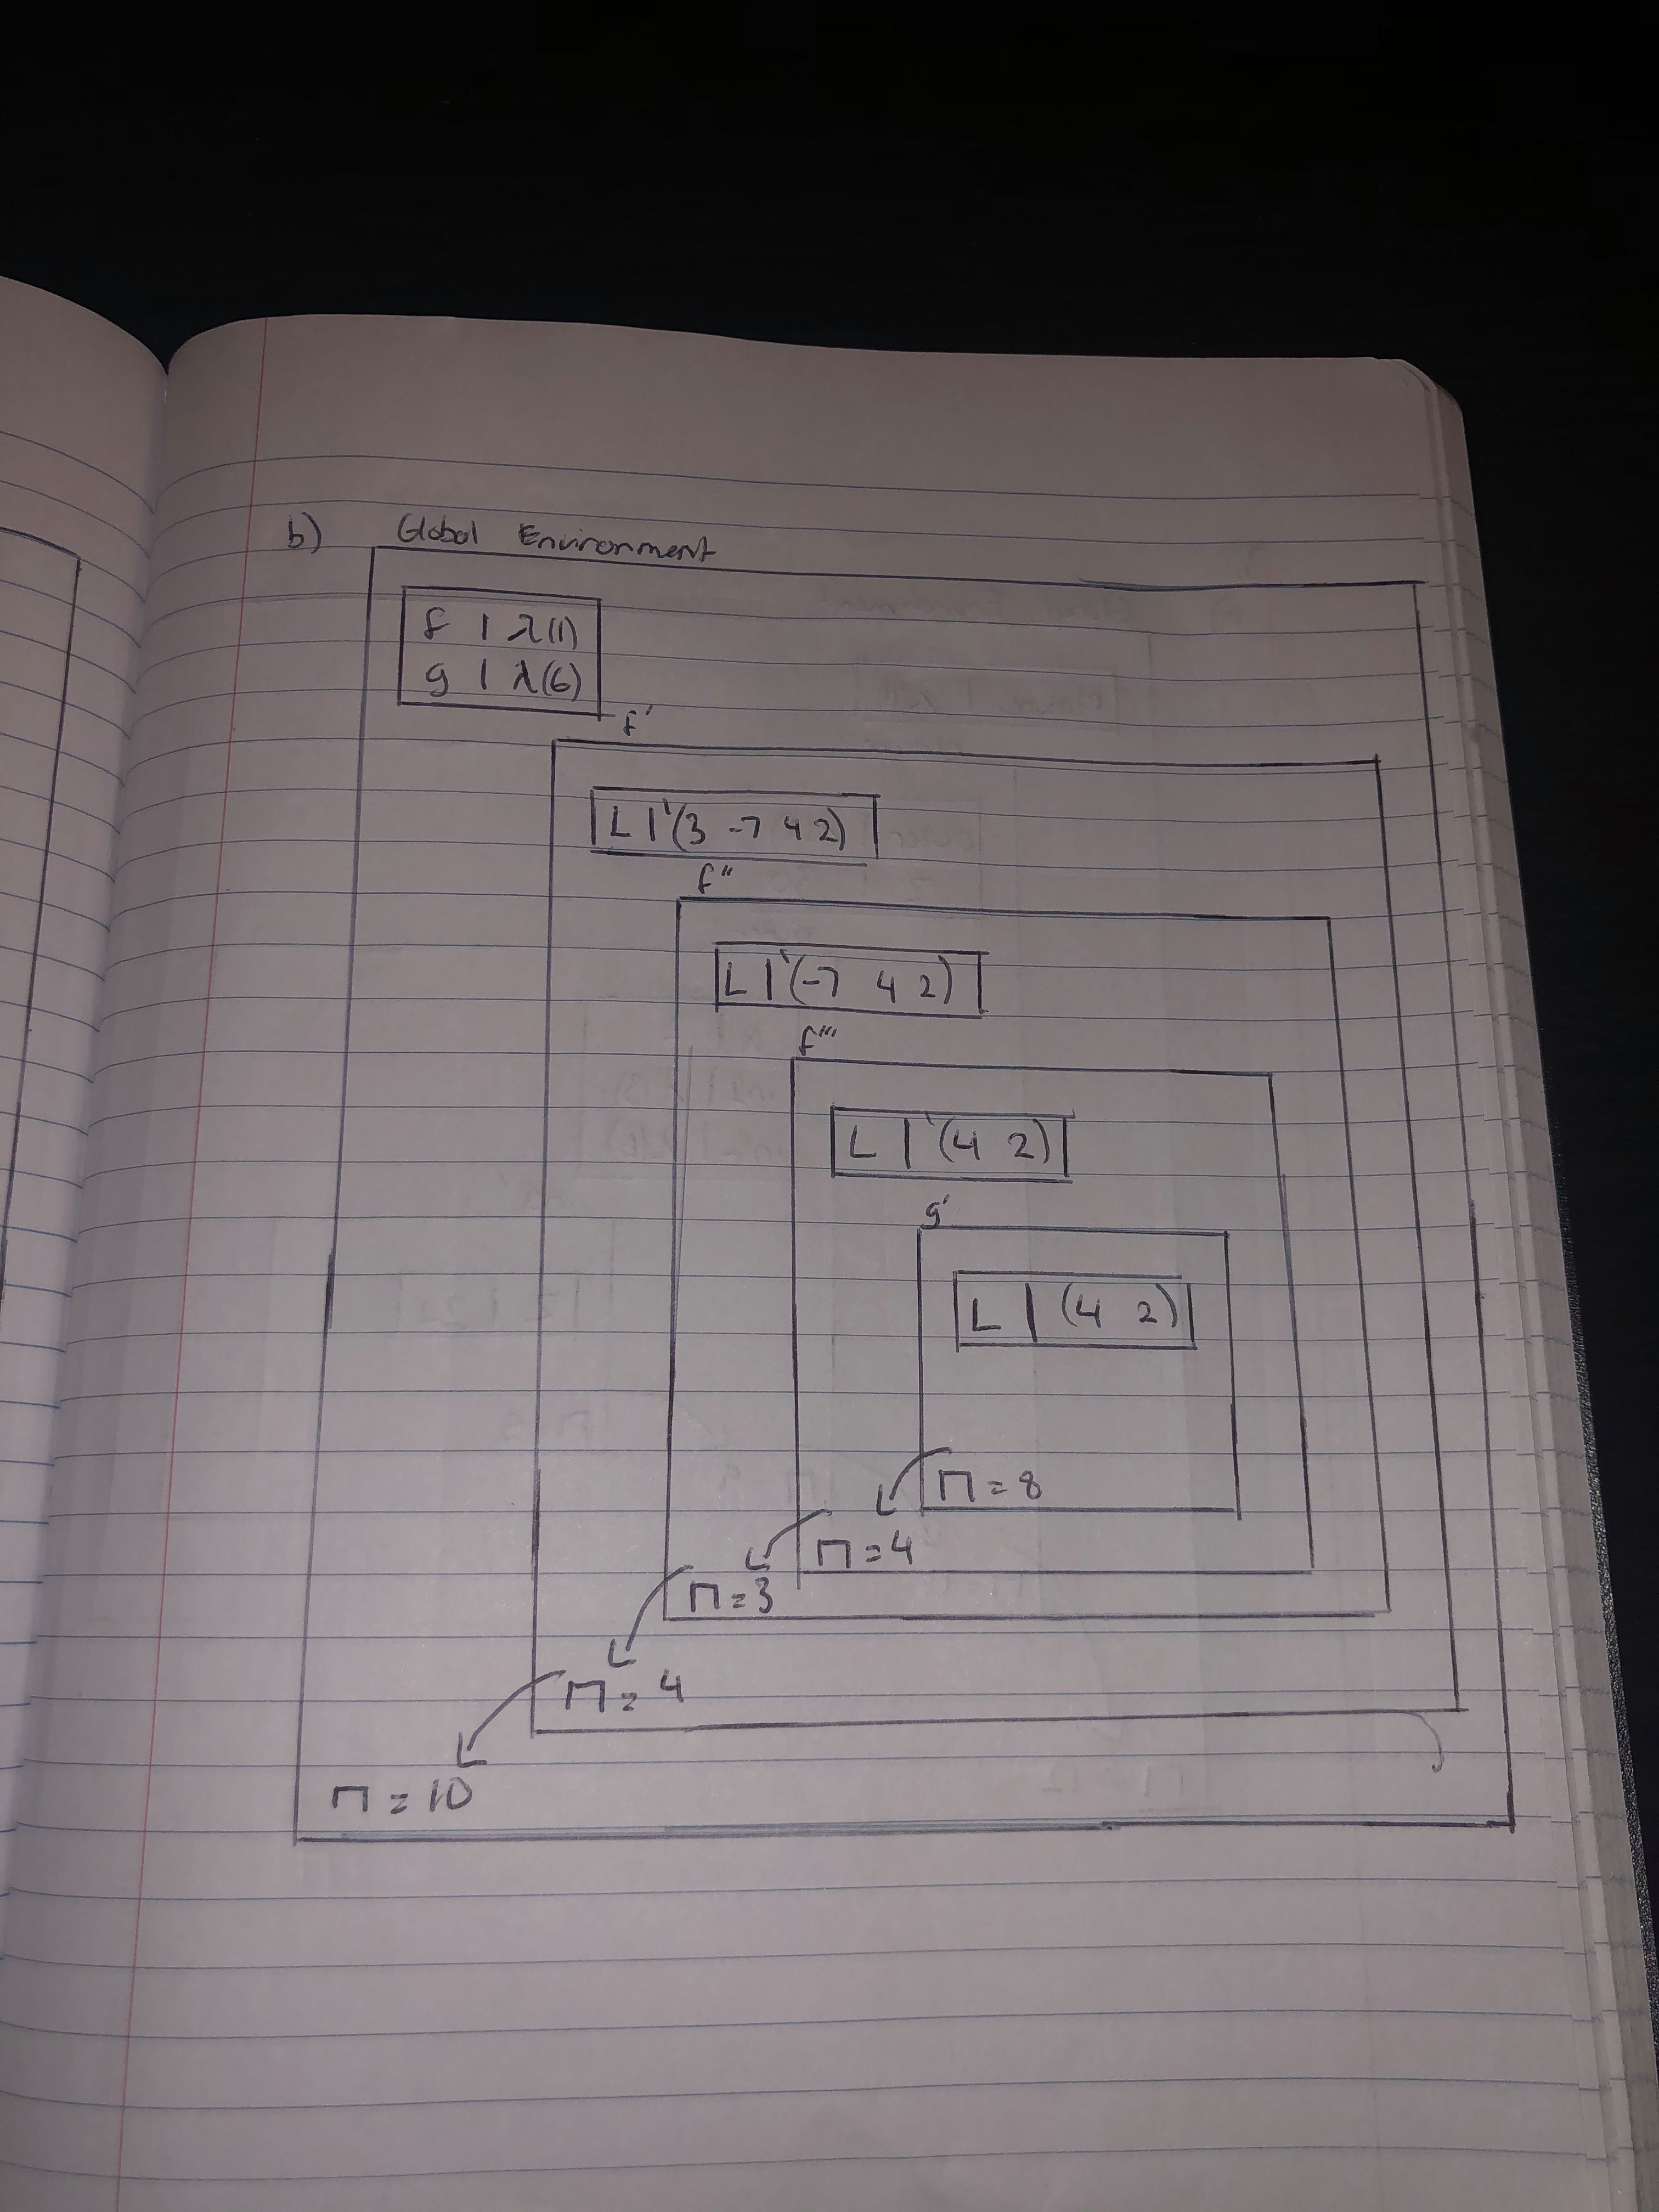 b) Global Environment
f | λ(1)
g | λ(6)
f'
L | '(3 -7 4 2)
f''
L | '(-7 4 2)
f'''
L | '(4 2)
g'
L | (4 2)
Π = 8
Π = 4
Π = 3
Π = 4
Π = 10